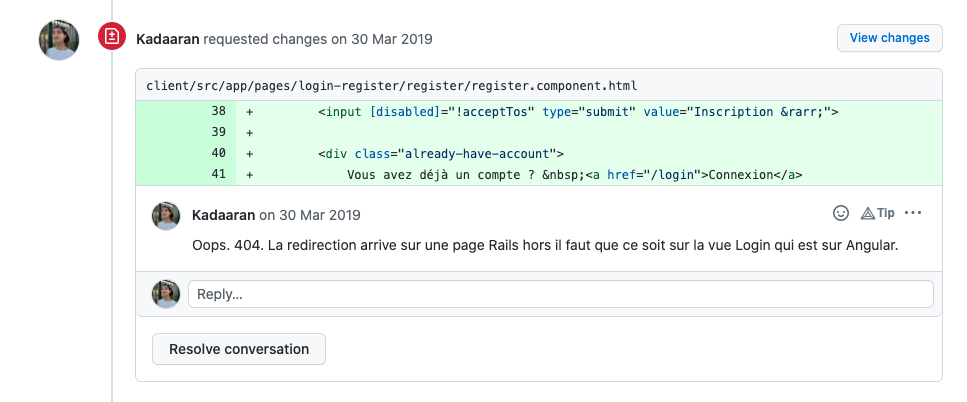 Kadaaran requested changes on 30 Mar 2019
View changes
client/src/app/pages/login-register/register/register.component.html
38 + <input [disabled]="!acceptTos" type="submit" value="Inscription &rarr;">
39 +
40 + <div class="already-have-account">
41 + Vous avez déjà un compte ? &nbsp;<a href="/login">Connexion</a>
Kadaaran on 30 Mar 2019
Tip
Oops. 404. La redirection arrive sur une page Rails hors il faut que ce soit sur la vue Login qui est sur Angular.
Reply...
Resolve conversation